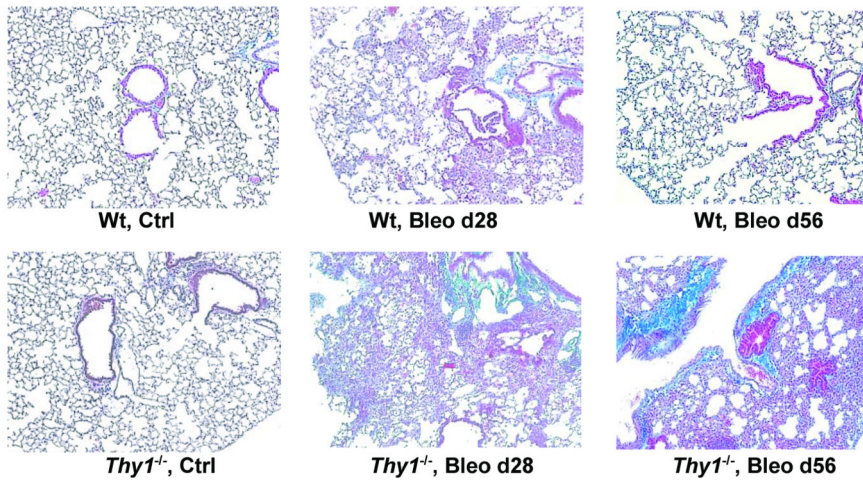 Wt, Ctrl
Wt, Bleo d28
Wt, Bleo d56
Thy1-/-, Ctrl
Thy1-/-, Bleo d28
Thy1-/-, Bleo d56